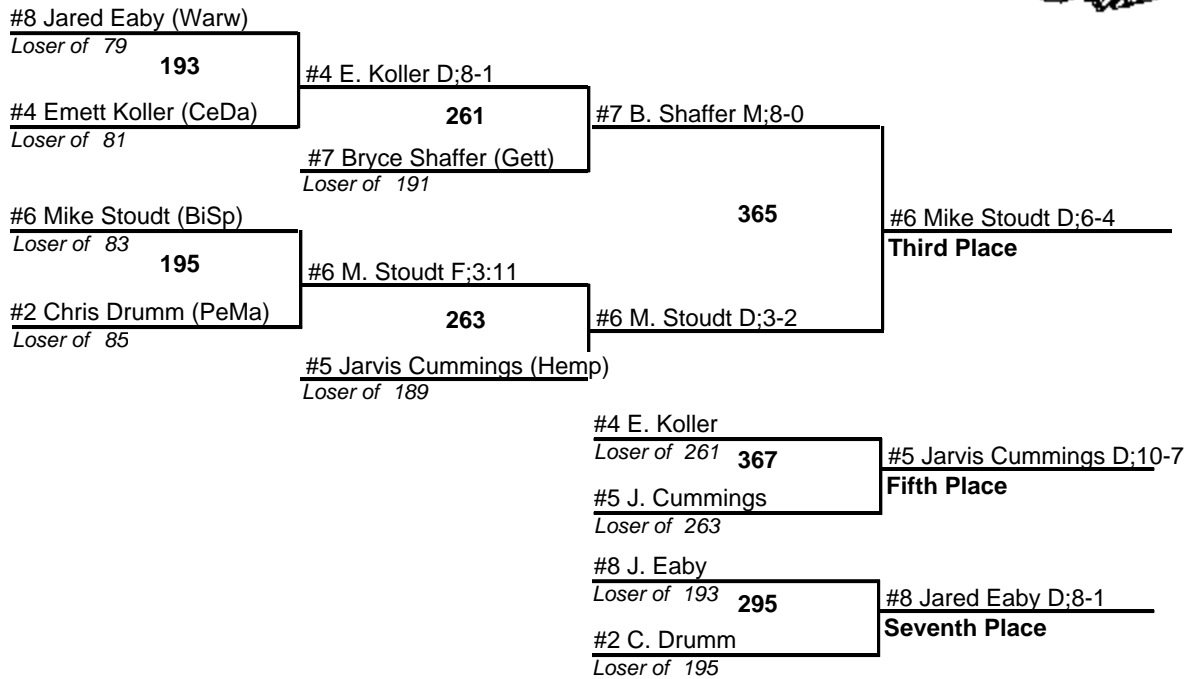 #8 Jared Eaby (Warw)
Loser of 79
193
#4 Emett Koller (CeDa)
Loser of 81
#4 E. Koller D;8-1
261
#7 Bryce Shaffer (Gett)
Loser of 191
#7 B. Shaffer M;8-0
#6 Mike Stoudt (BiSp)
Loser of 83
195
#2 Chris Drumm (PeMa)
Loser of 85
#6 M. Stoudt F;3:11
263
#5 Jarvis Cummings (Hemp)
Loser of 189
#6 M. Stoudt D;3-2
365
#6 Mike Stoudt D;6-4
Third Place
#4 E. Koller
Loser of 261
367
#5 J. Cummings
Loser of 263
#5 Jarvis Cummings D;10-7
Fifth Place
#8 J. Eaby
Loser of 193
295
#2 C. Drumm
Loser of 195
#8 Jared Eaby D;8-1
Seventh Place